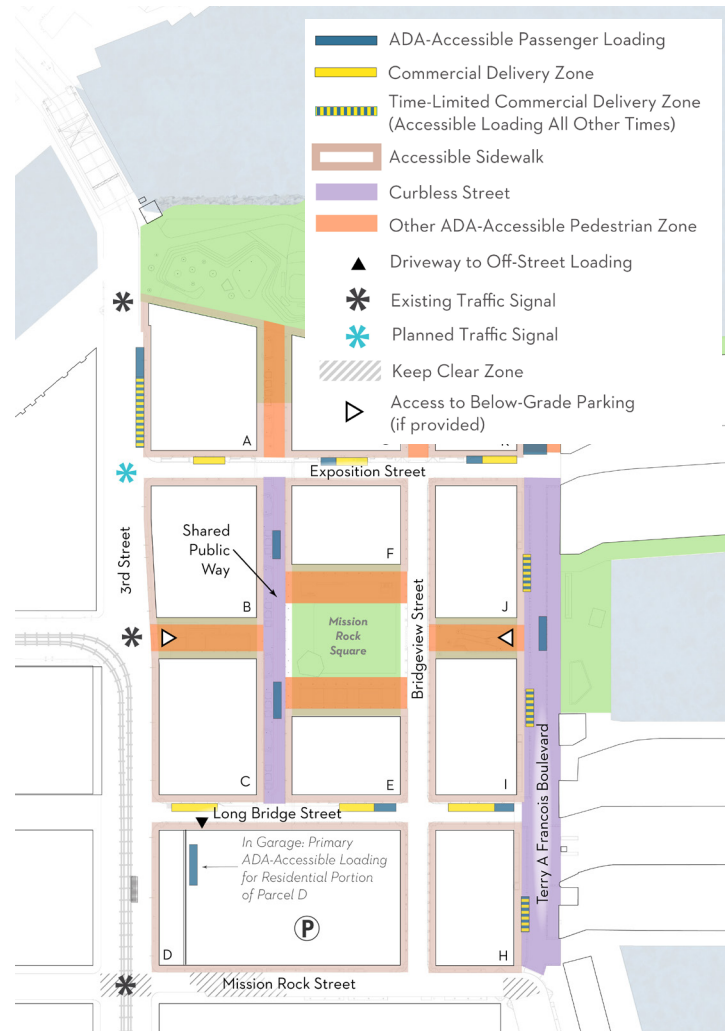 ADA-Accessible Passenger Loading
Commercial Delivery Zone
Time-Limited Commercial Delivery Zone
(Accessible Loading All Other Times)
Accessible Sidewalk
Curbless Street
Other ADA-Accessible Pedestrian Zone
Driveway to Off-Street Loading
Existing Traffic Signal
Planned Traffic Signal
Keep Clear Zone
Access to Below-Grade Parking
(if provided)
A
Exposition Street
3rd Street
Shared
Public
Way
F
B
J
Mission
Rock
Square
Bridgeview Street
C
E
I
Terry A Francois Boulevard
Long Bridge Street
In Garage: Primary
ADA-Accessible Loading
for Residential Portion
of Parcel D
P
D
H
Mission Rock Street